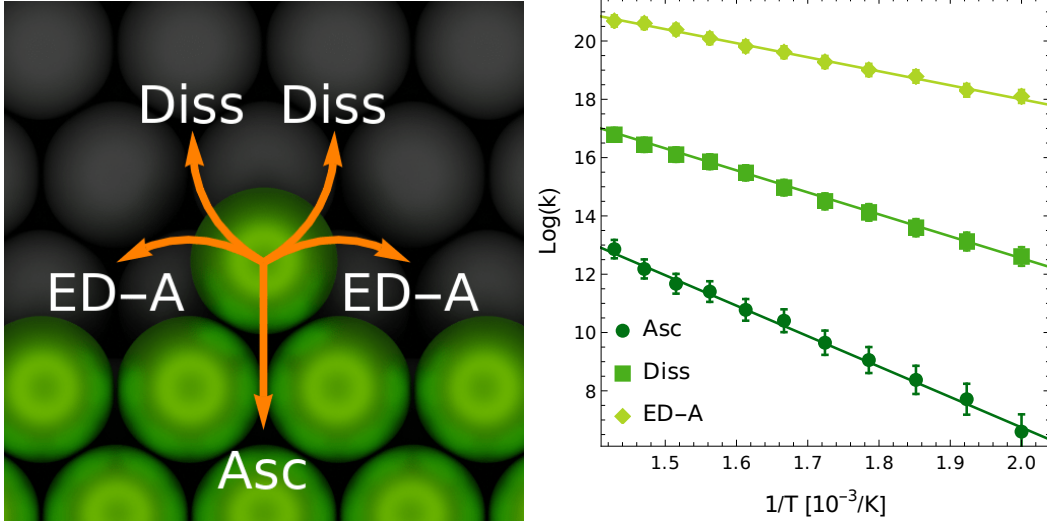 Diss Diss
ED–A ED–A
Asc
Log(k)
20
18
16
14
12
10
8
Asc
Diss
ED–A
1.5 1.6 1.7 1.8 1.9 2.0
1/T [10⁻³/K]